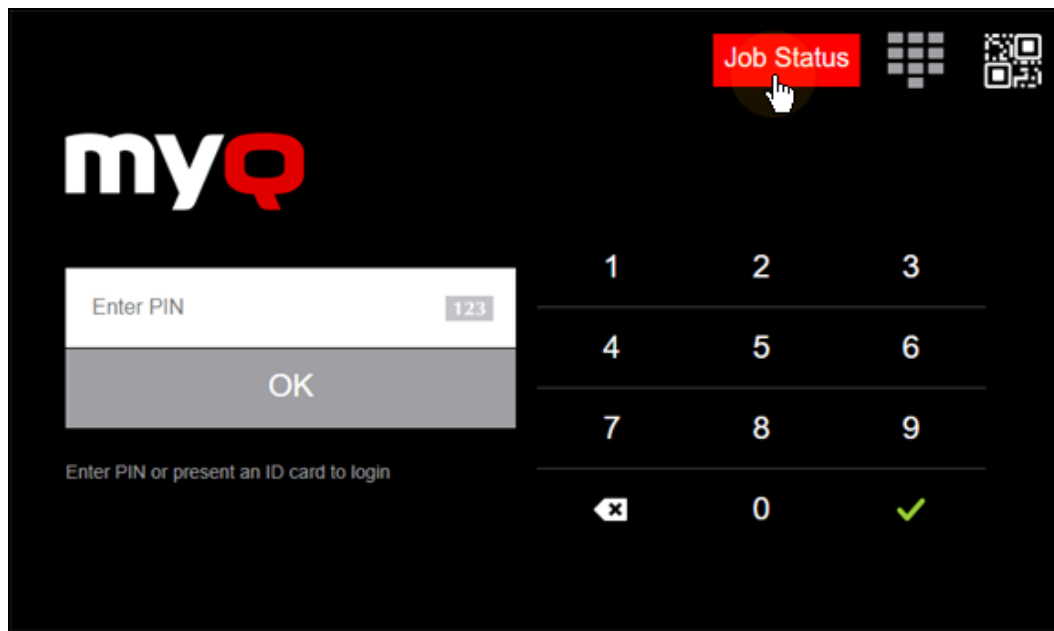 Job Status
myQ
Enter PIN 123
OK
Enter PIN or present an ID card to login
1 2 3
4 5 6
7 8 9
0